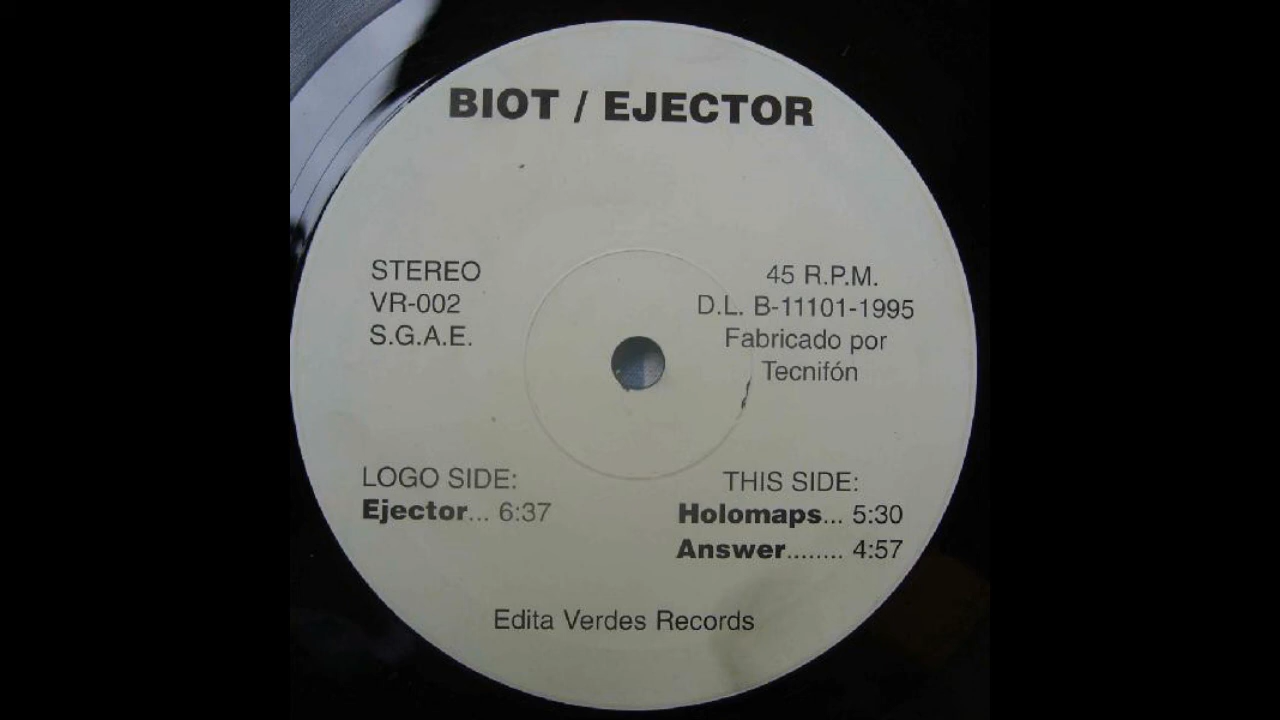 BIOT / EJECTOR
STEREO
VR-002
S.G.A.E.
45 R.P.M.
D.L. B-11101-1995
Fabricado por
Tecnifón
LOGO SIDE:
Ejector... 6:37
THIS SIDE:
Holomaps... 5:30
Answer........ 4:57
Edita Verdes Records